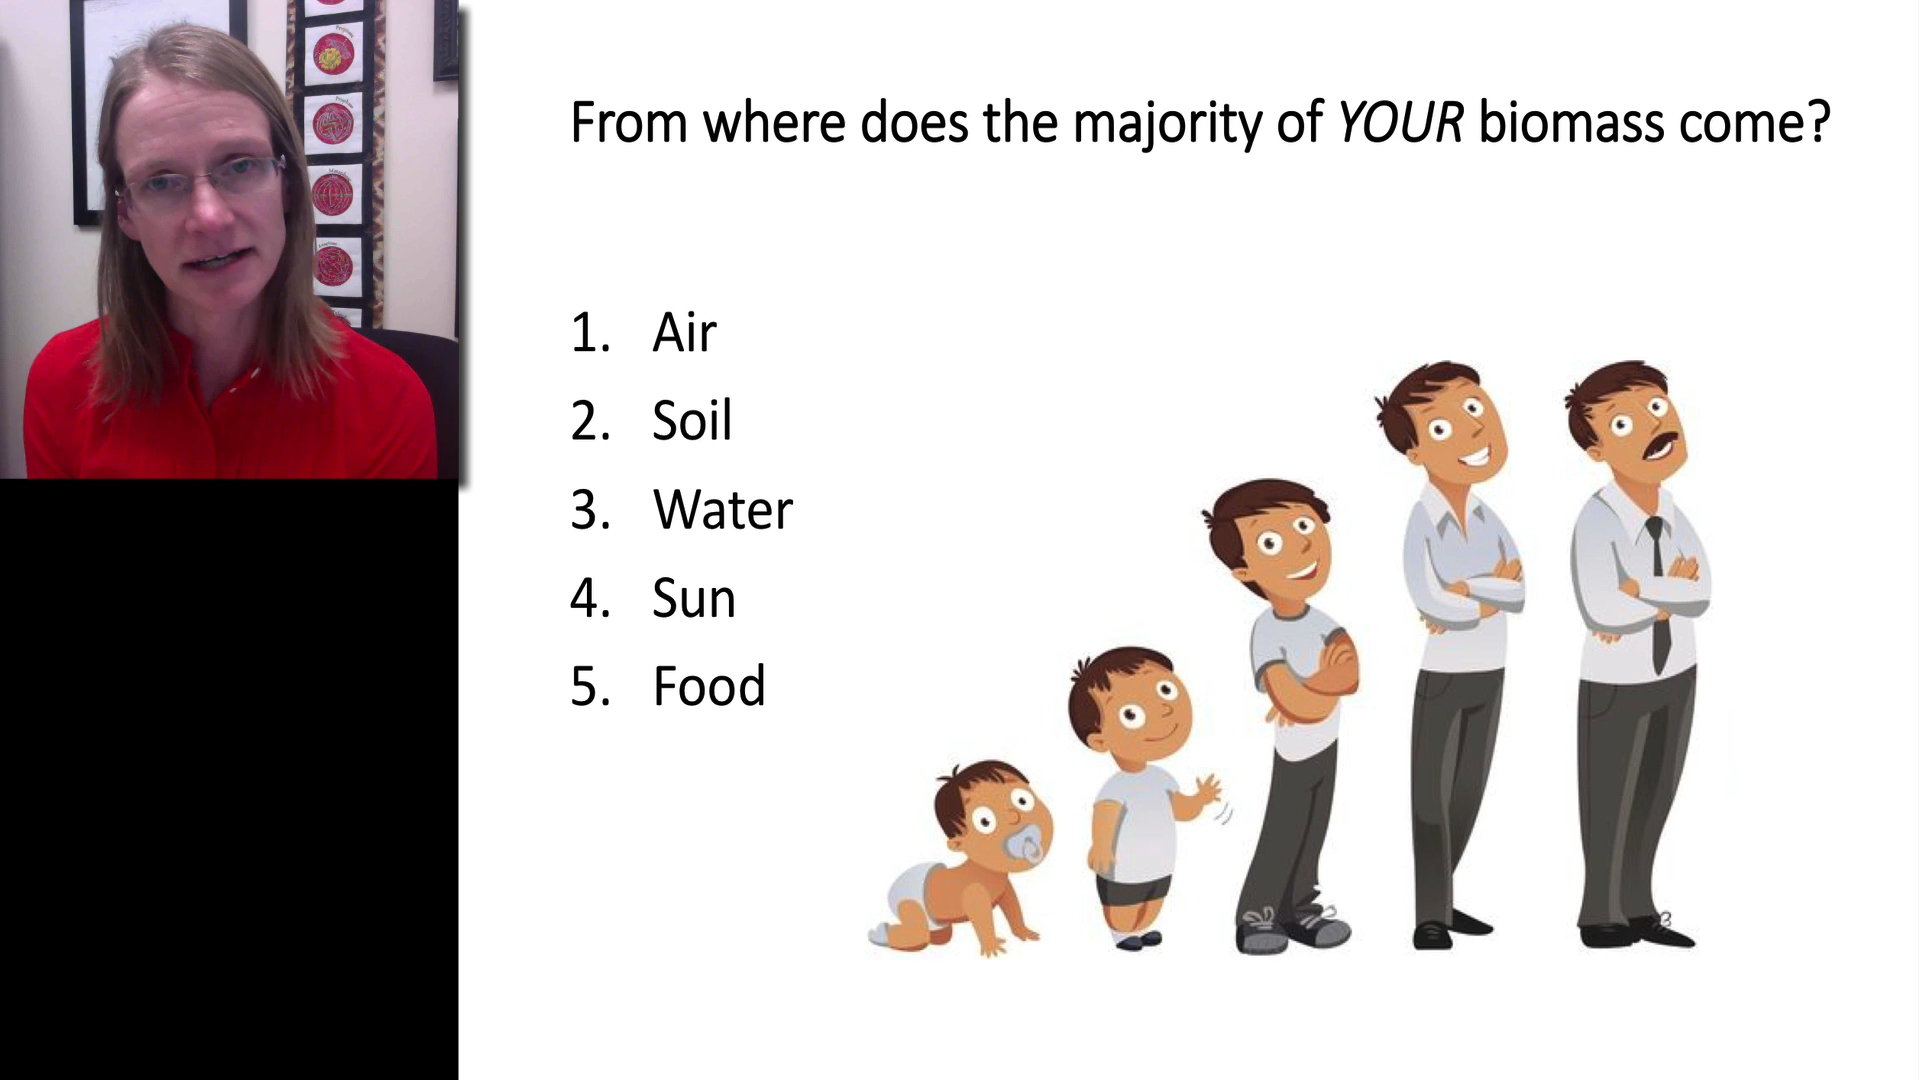 From where does the majority of YOUR biomass come?
1. Air
2. Soil
3. Water
4. Sun
5. Food